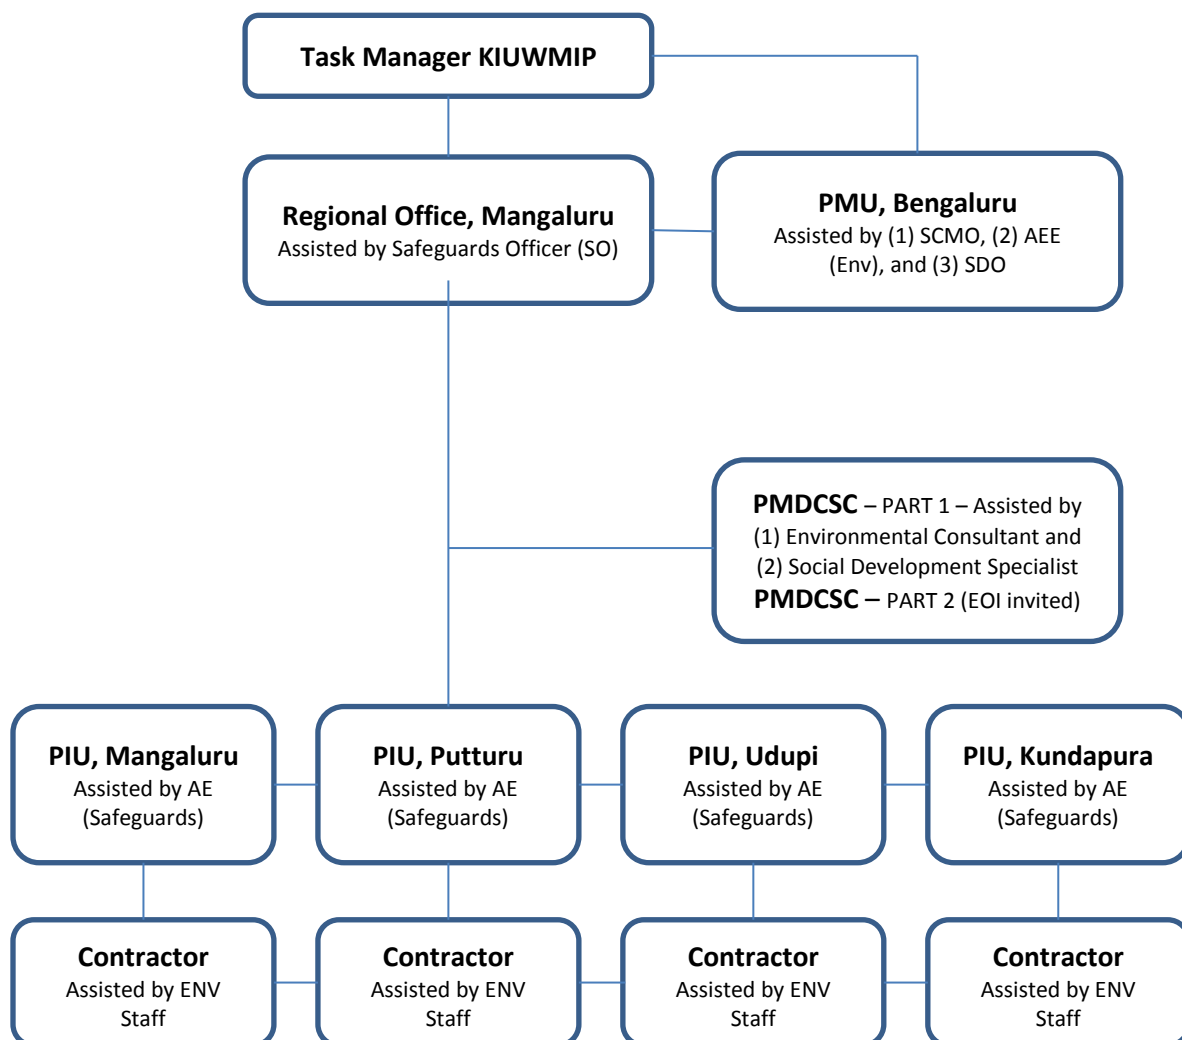 Task Manager KIUWMIP
Regional Office, Mangaluru
Assisted by Safeguards Officer (SO)
PMU, Bengaluru
Assisted by (1) SCMO, (2) AEE
(Env), and (3) SDO
PMDCSC – PART 1 – Assisted by
(1) Environmental Consultant and
(2) Social Development Specialist
PMDCSC – PART 2 (EOI invited)
PIU, Mangaluru
Assisted by AE
(Safeguards)
PIU, Putturu
Assisted by AE
(Safeguards)
PIU, Udupi
Assisted by AE
(Safeguards)
PIU, Kundapura
Assisted by AE
(Safeguards)
Contractor
Assisted by ENV
Staff
Contractor
Assisted by ENV
Staff
Contractor
Assisted by ENV
Staff
Contractor
Assisted by ENV
Staff